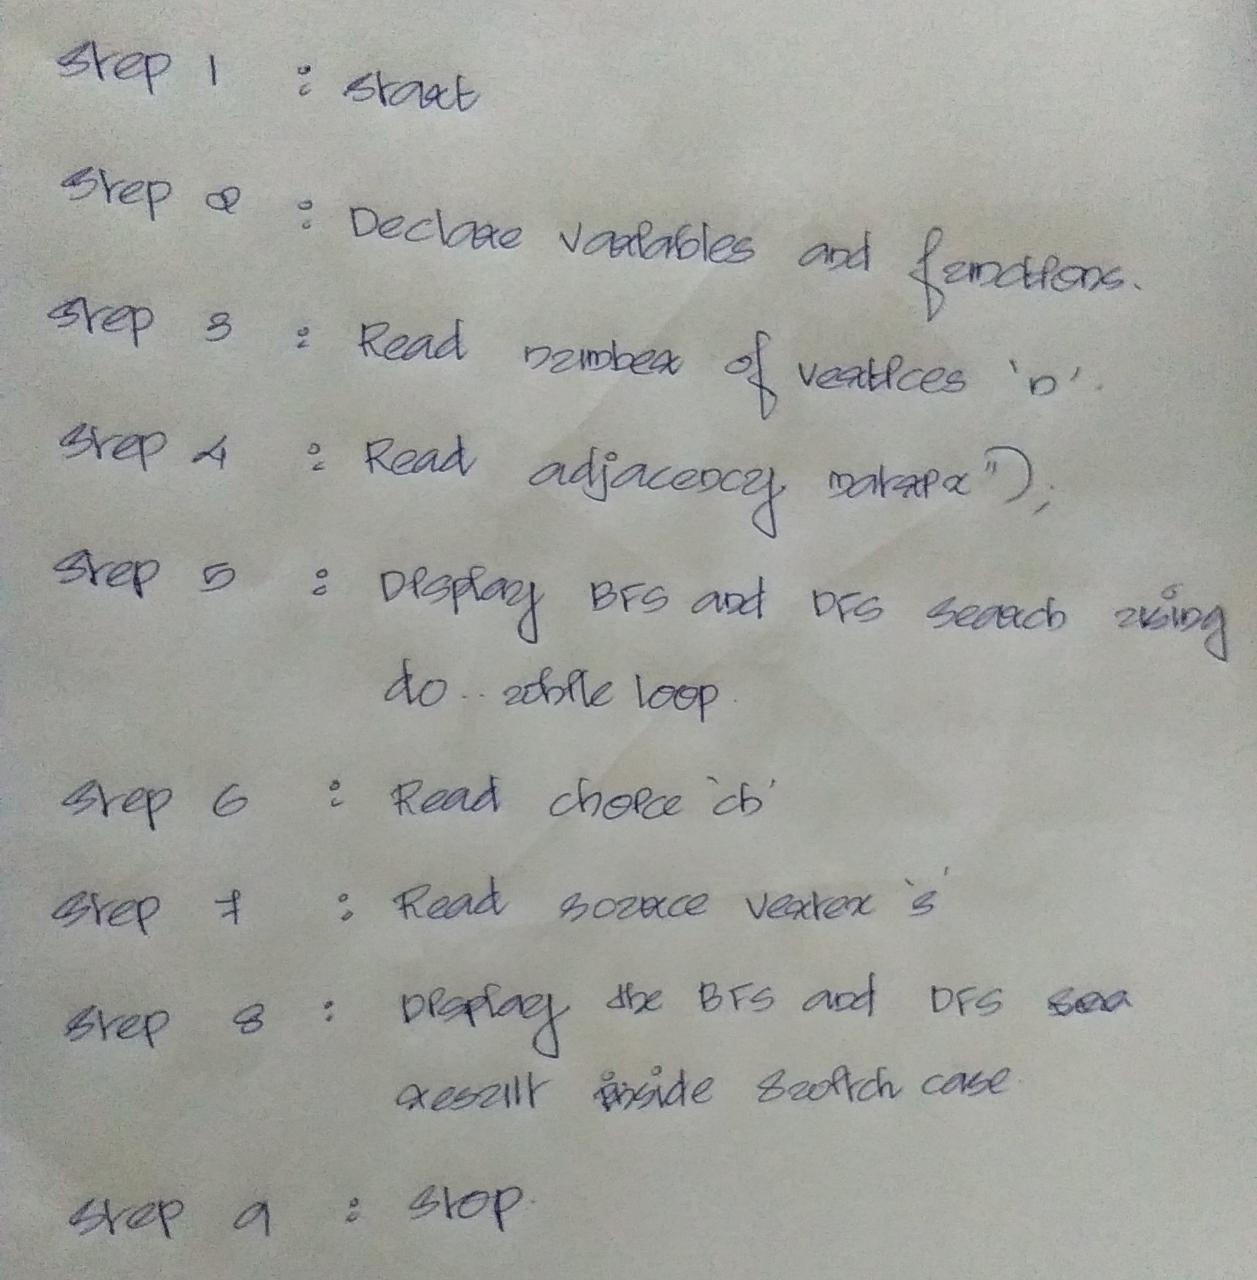 Step 1 : Start
Step 2 : Declare variables and functions.
Step 3 : Read number of vertices 'n'.
Step 4 : Read adjacency matrix");
Step 5 : Display BFS and DFS search using
do.. while loop.
Step 6 : Read choice 'ch'
Step 7 : Read source vertex 's'
Step 8 : Display the BFS and DFS
result inside switch case.
Step 9 : Stop.